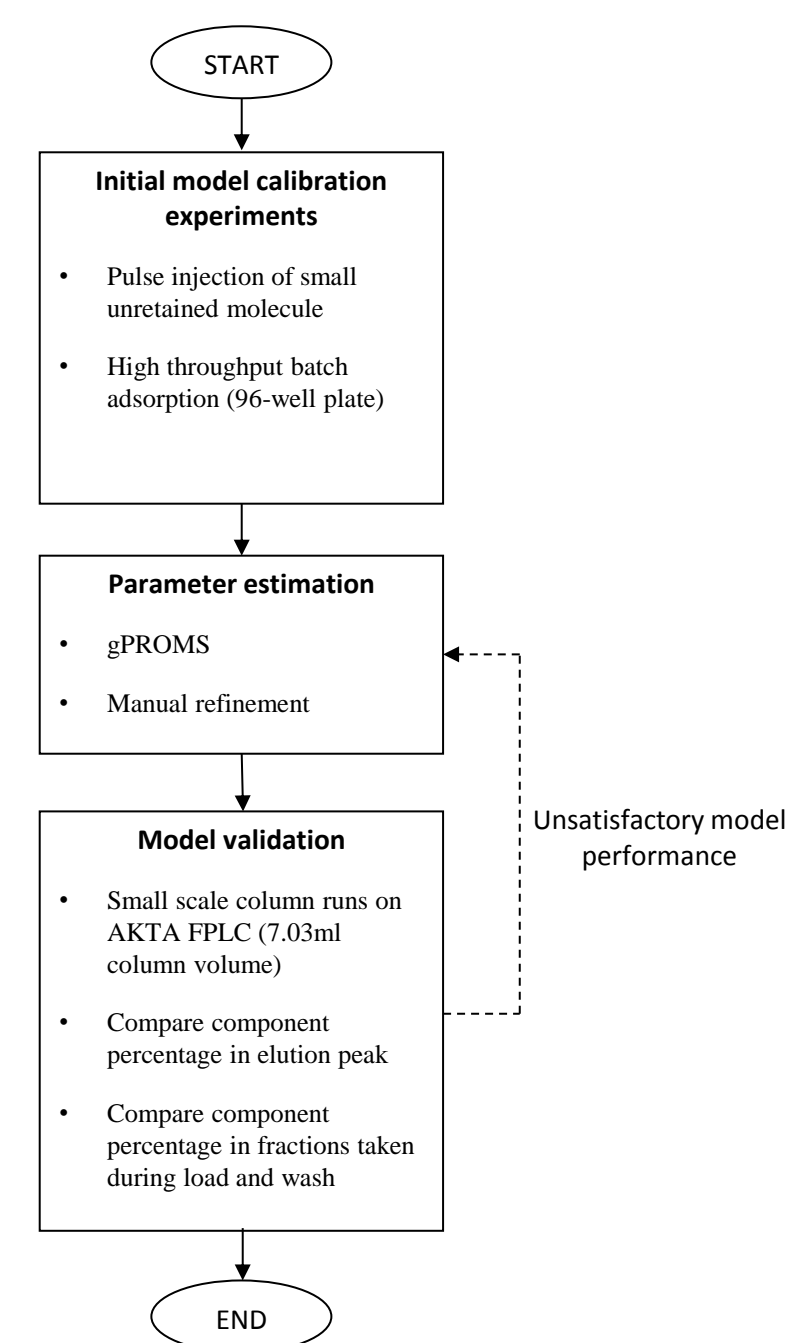 START
Initial model calibration
experiments
• Pulse injection of small
unretained molecule
• High throughput batch
adsorption (96-well plate)
Parameter estimation
• gPROMS
• Manual refinement
Unsatisfactory model
performance
Model validation
• Small scale column runs on
AKTA FPLC (7.03ml
column volume)
• Compare component
percentage in elution peak
• Compare component
percentage in fractions taken
during load and wash
END